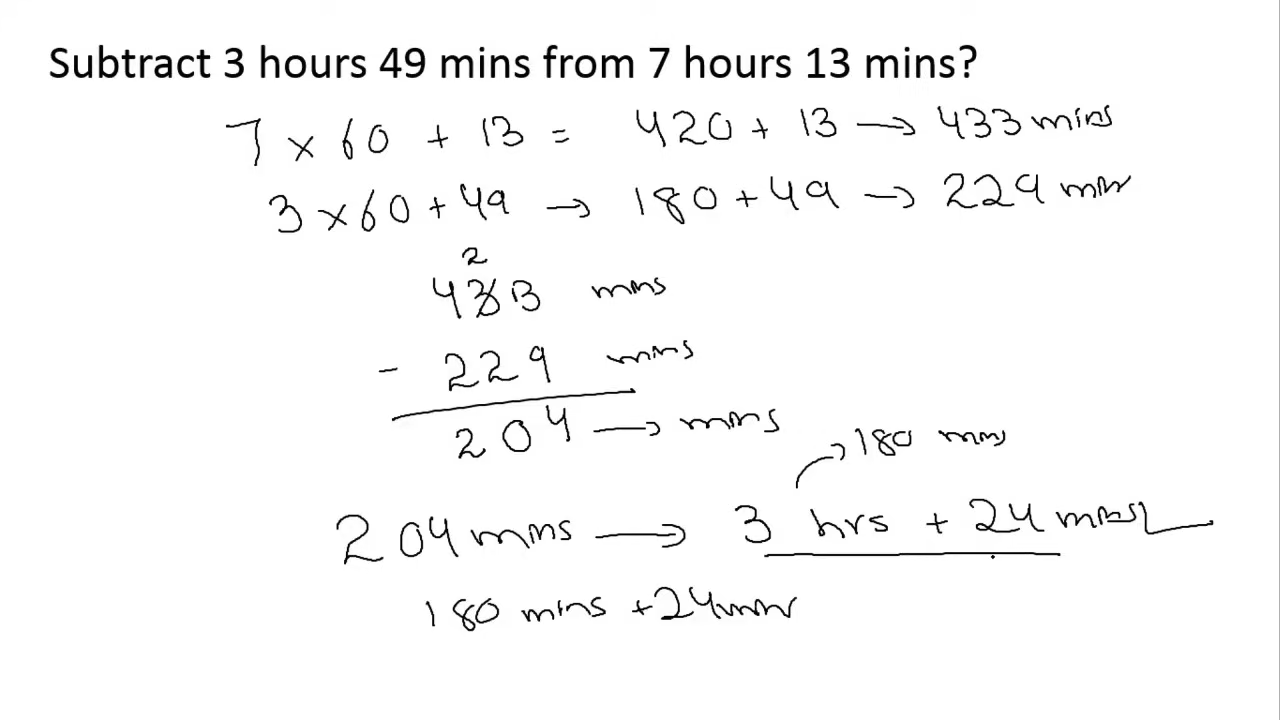 Subtract 3 hours 49 mins from 7 hours 13 mins?
7 × 60 + 13 = 420 + 13 → 433 mins
3 × 60 + 49 → 180 + 49 → 229 min
2
433 mins
- 229 mins
204 → mins
→ 180 mins
204 mins → 3 hrs + 24 mins
180 mins + 24 mins